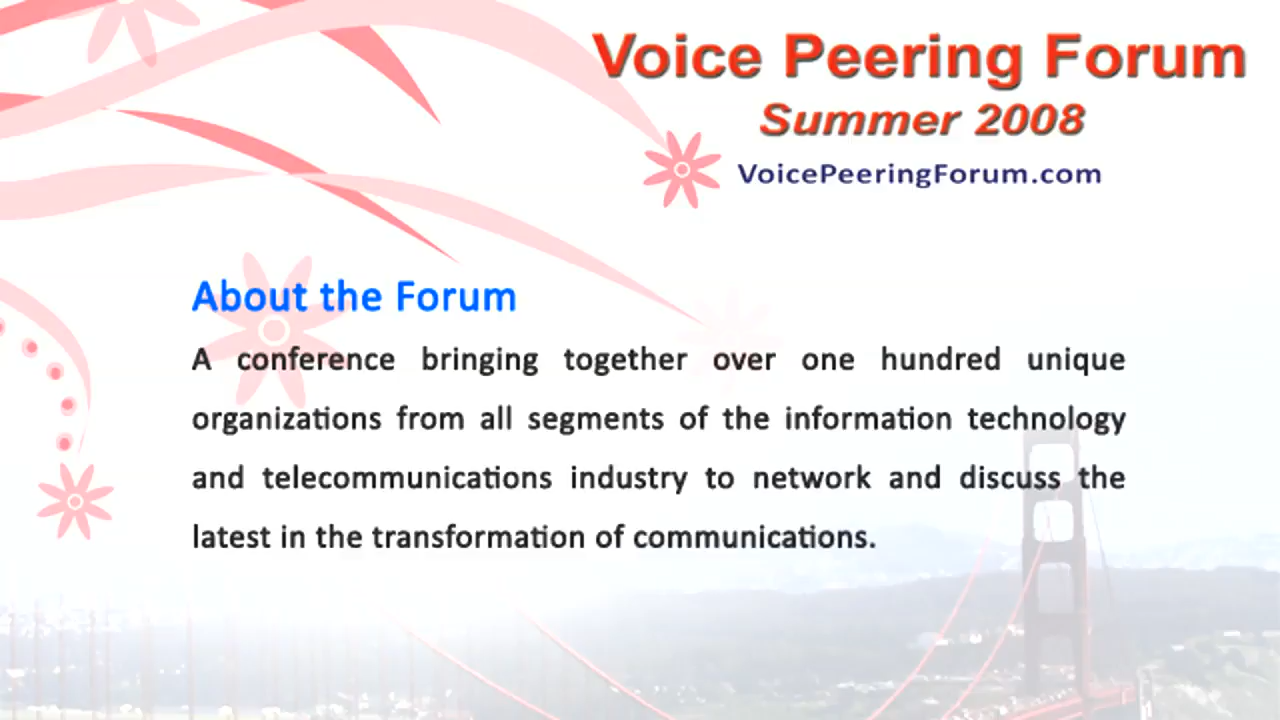 Voice Peering Forum
Summer 2008
VoicePeeringForum.com
About the Forum
A conference bringing together over one hundred unique
organizations from all segments of the information technology
and telecommunications industry to network and discuss the
latest in the transformation of communications.